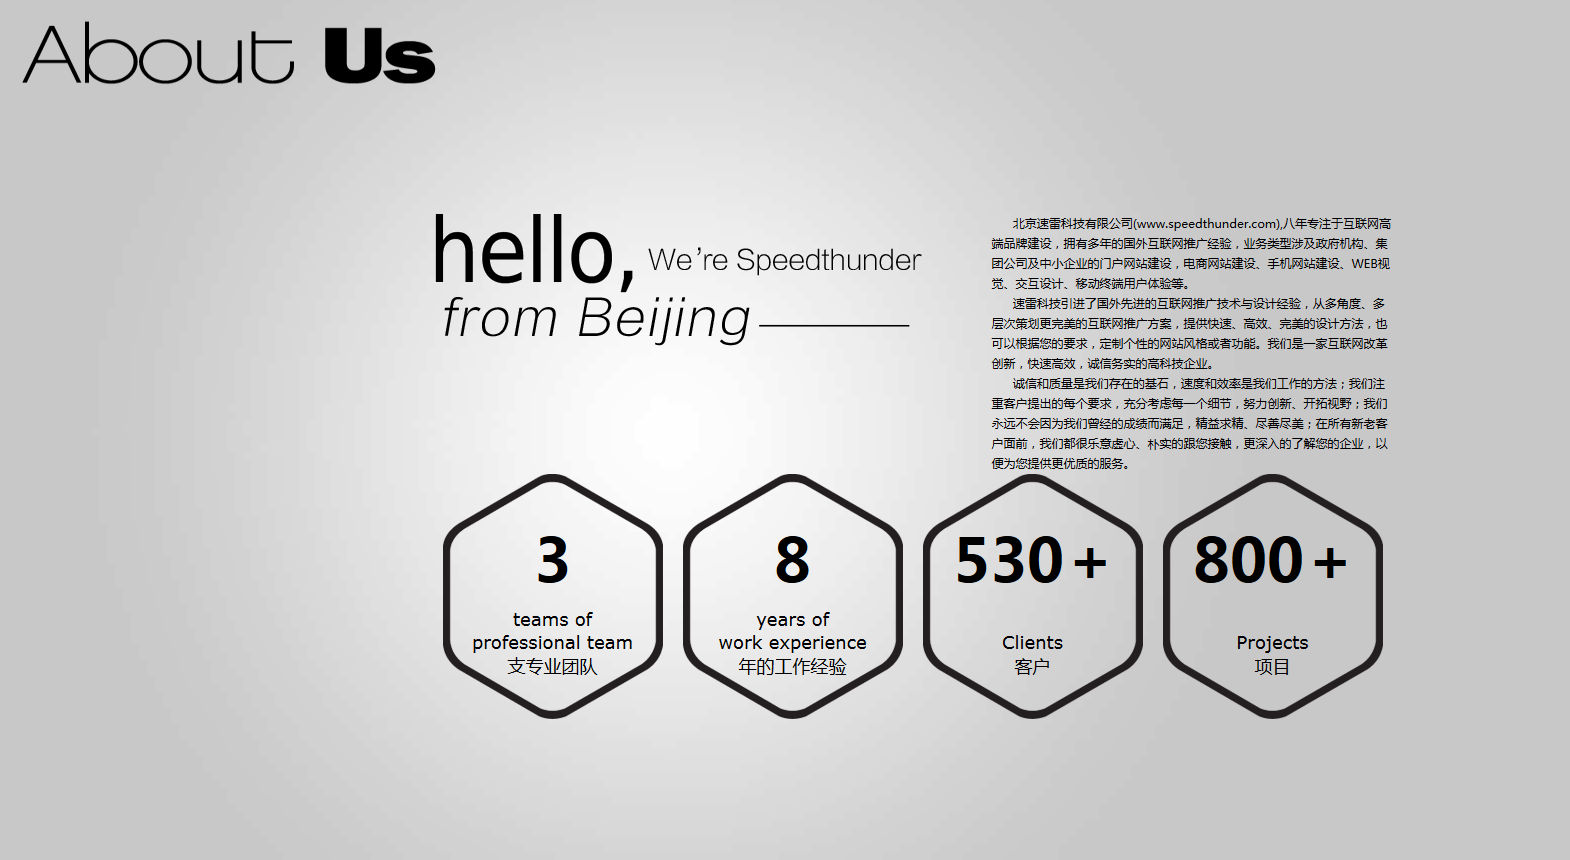 About Us
hello, We’re Speedthunder
from Beijing
北京速雷科技有限公司(www.speedthunder.com),八年专注于互联网高
端品牌建设，拥有多年的国外互联网推广经验，业务类型涉及政府机构、集
团公司及中小企业的门户网站建设，电商网站建设、手机网站建设、WEB视
觉、交互设计、移动终端用户体验等。
速雷科技引进了国外先进的互联网推广技术与设计经验，从多角度、多
层次策划更完美的互联网推广方案，提供快速、高效、完美的设计方法，也
可以根据您的要求，定制个性的网站风格或者功能。我们是一家互联网改革
创新，快速高效，诚信务实的高科技企业。
诚信和质量是我们存在的基石，速度和效率是我们工作的方法；我们注
重客户提出的每个要求，充分考虑每一个细节，努力创新、开拓视野；我们
永远不会因为我们曾经的成绩而满足，精益求精、尽善尽美；在所有新老客
户面前，我们都很乐意虚心、朴实的跟您接触，更深入的了解您的企业，以
便为您提供更优质的服务。
3
teams of
professional team
支专业团队
8
years of
work experience
年的工作经验
530+
Clients
客户
800+
Projects
项目